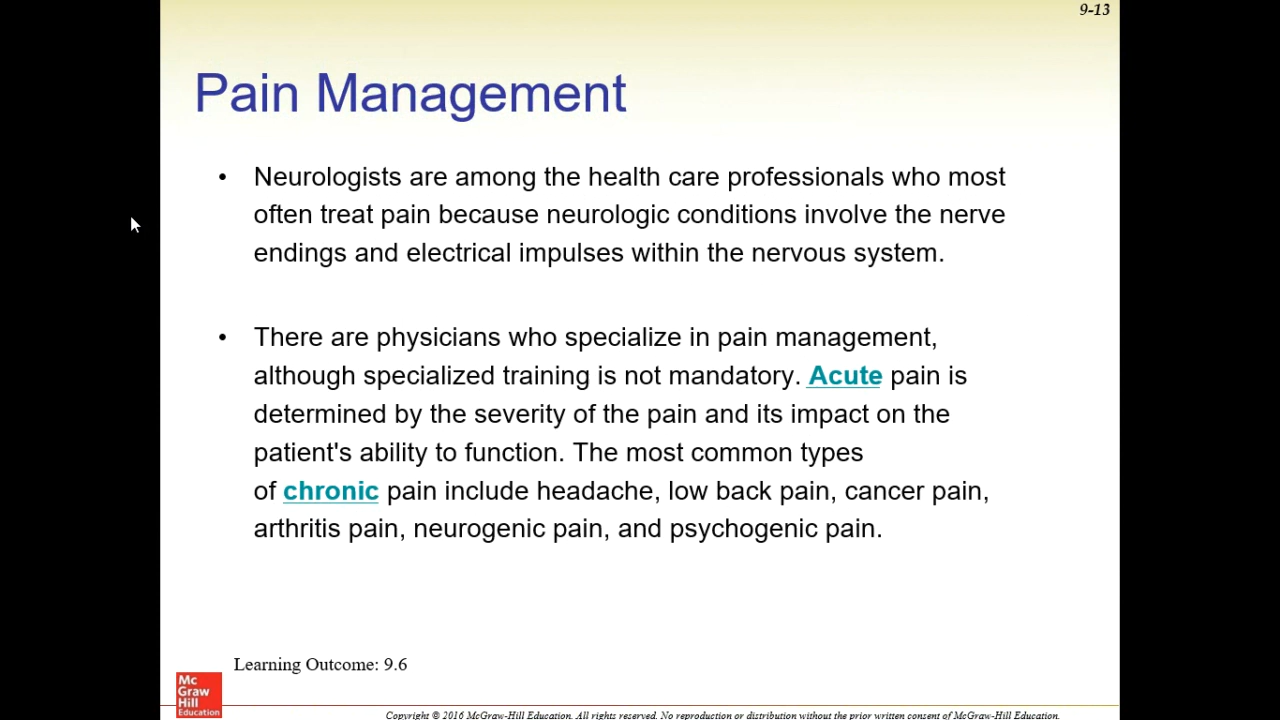 9-13
Pain Management
• Neurologists are among the health care professionals who most
often treat pain because neurologic conditions involve the nerve
endings and electrical impulses within the nervous system.
• There are physicians who specialize in pain management,
although specialized training is not mandatory. Acute pain is
determined by the severity of the pain and its impact on the
patient's ability to function. The most common types
of chronic pain include headache, low back pain, cancer pain,
arthritis pain, neurogenic pain, and psychogenic pain.
Learning Outcome: 9.6
Mc
Graw
Hill
Education
Copyright © 2016 McGraw-Hill Education. All rights reserved. No reproduction or distribution without the prior written consent of McGraw-Hill Education.